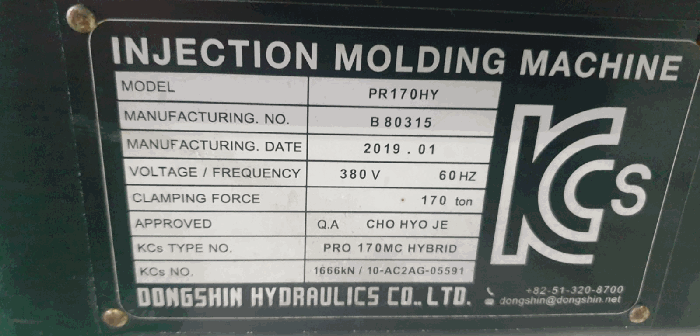 INJECTION MOLDING MACHINE
MODEL PR170HY
MANUFACTURING. NO. B80315
MANUFACTURING. DATE 2019 . 01
VOLTAGE / FREQUENCY 380 V 60 HZ
CLAMPING FORCE 170 ton
APPROVED Q.A CHO HYO JE
KCs TYPE NO. PRO 170MC HYBRID
KCs NO. 1666kN / 10-AC2AG-05591
KCs
DONGSHIN HYDRAULICS CO., LTD.
+82-51-320-8700
dongshin@dongshin.net